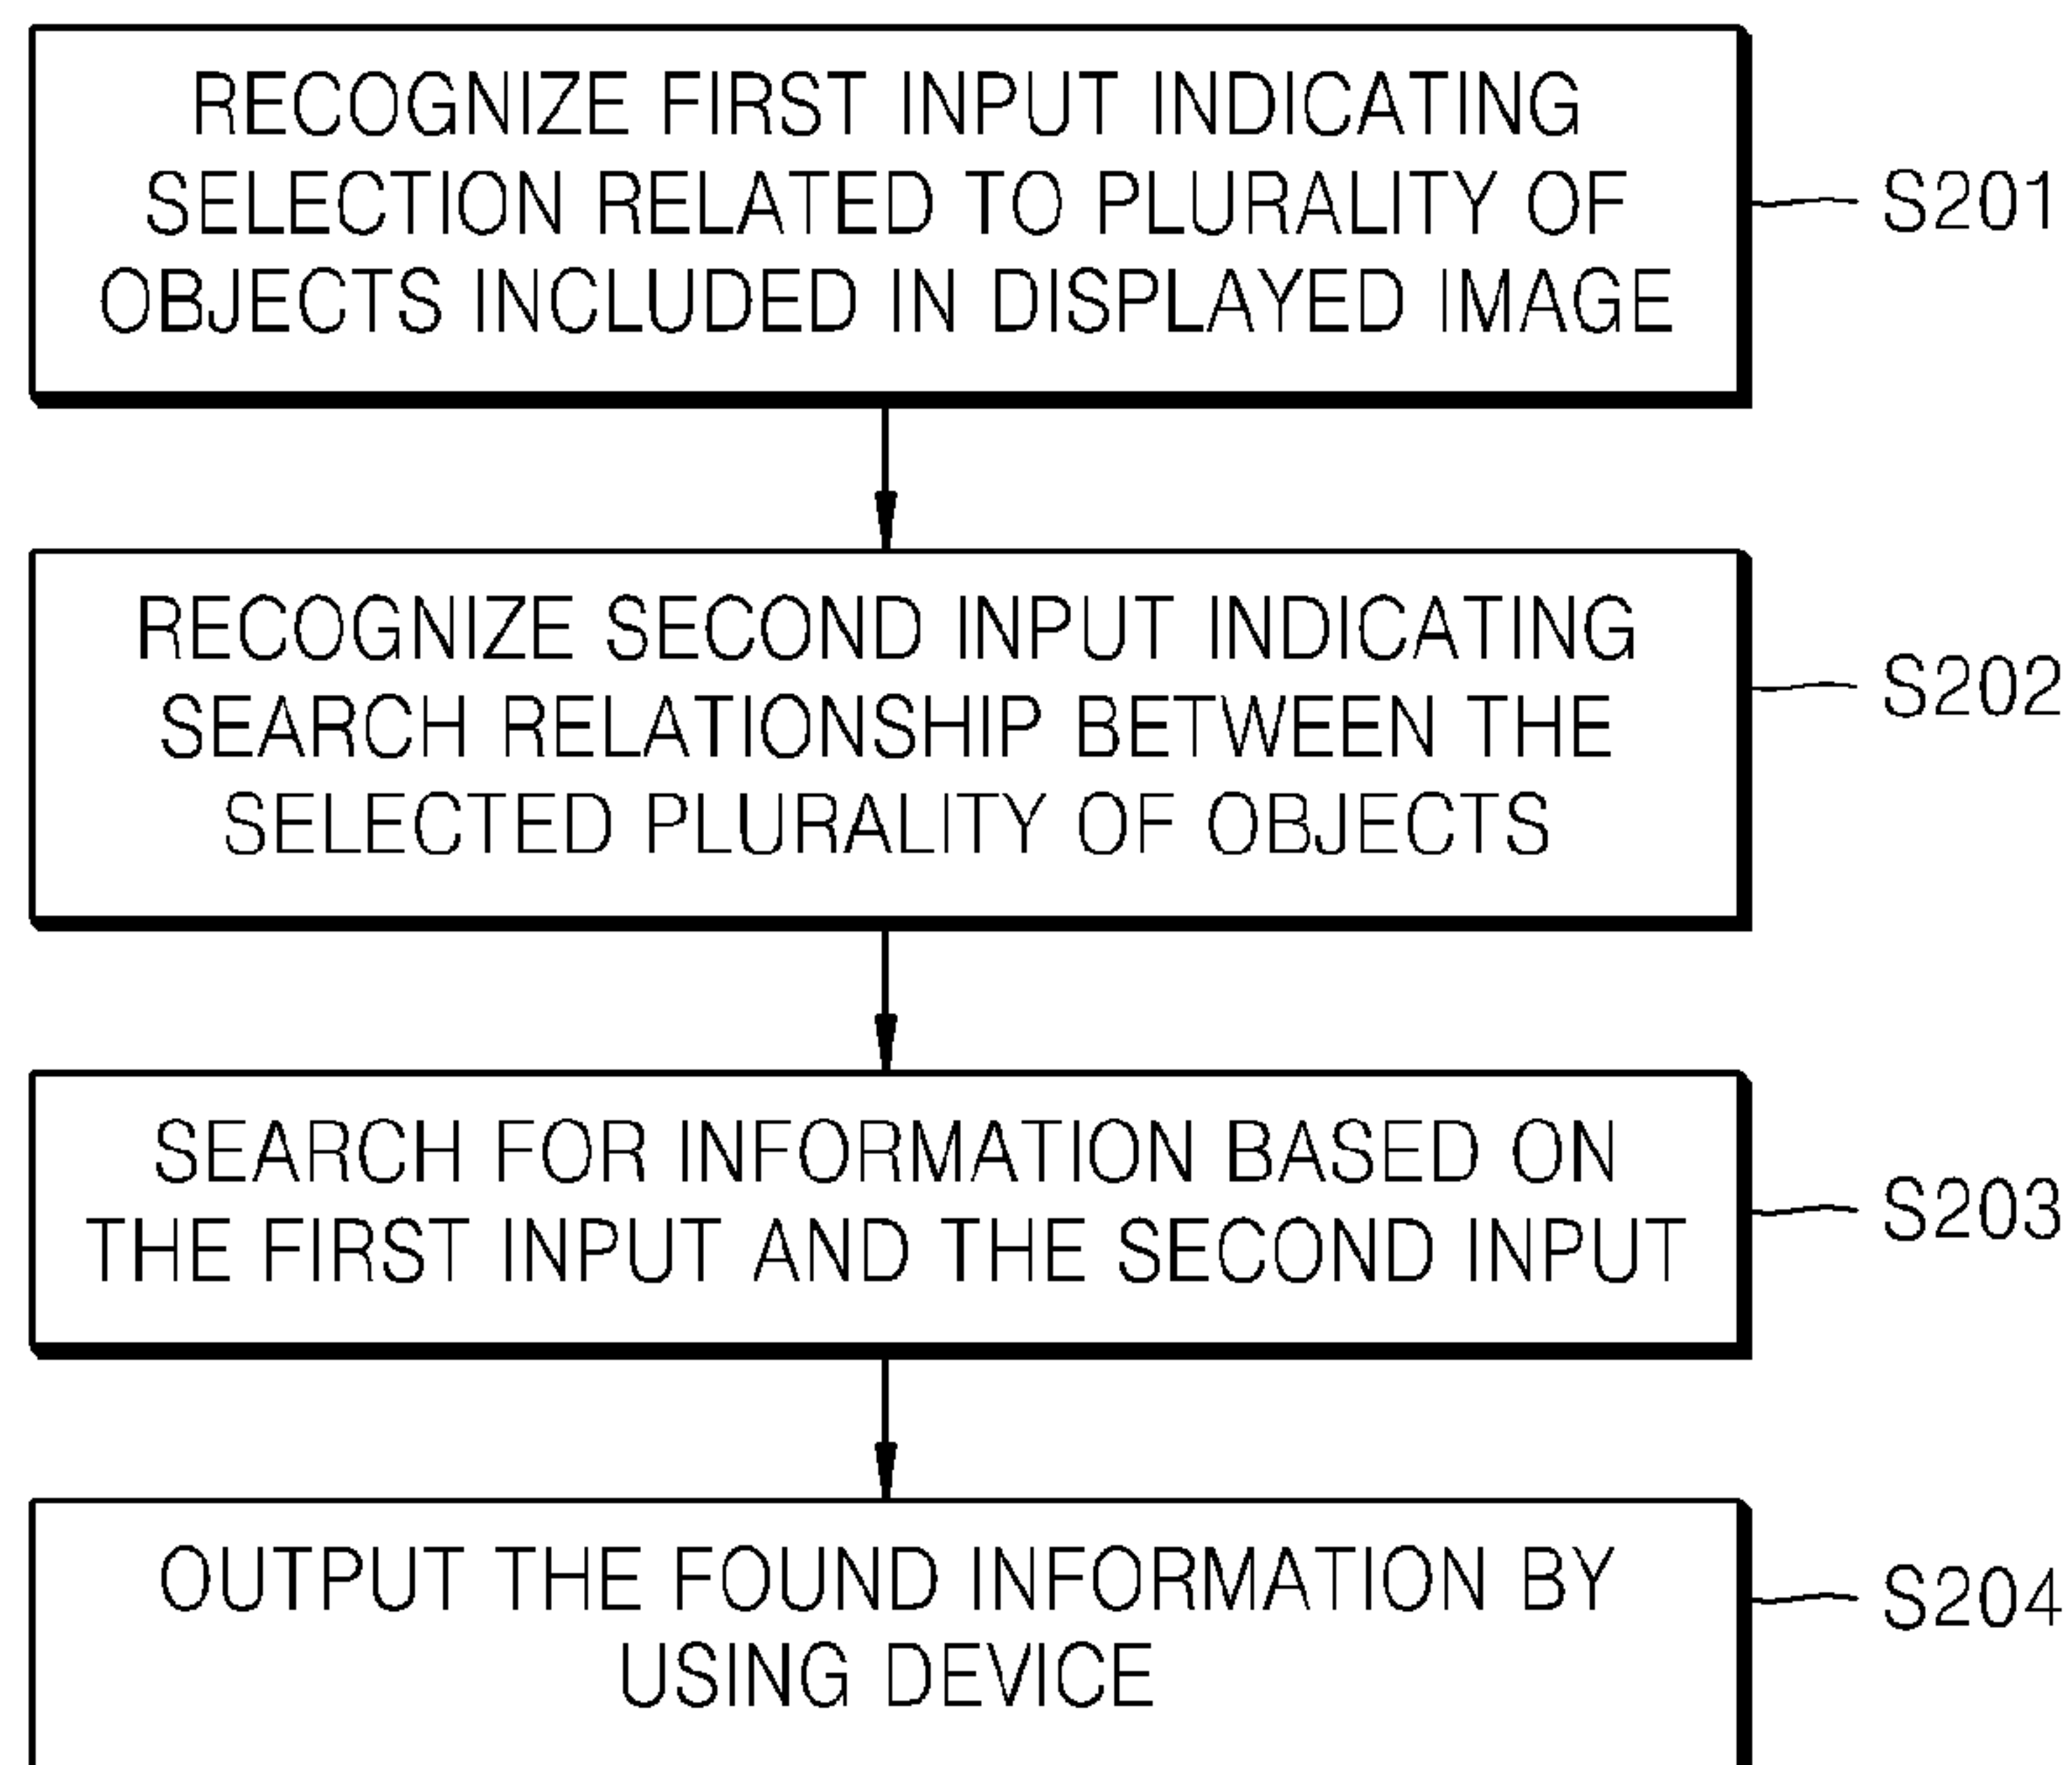 RECOGNIZE FIRST INPUT INDICATING
SELECTION RELATED TO PLURALITY OF
OBJECTS INCLUDED IN DISPLAYED IMAGE
S201
RECOGNIZE SECOND INPUT INDICATING
SEARCH RELATIONSHIP BETWEEN THE
SELECTED PLURALITY OF OBJECTS
S202
SEARCH FOR INFORMATION BASED ON
THE FIRST INPUT AND THE SECOND INPUT
S203
OUTPUT THE FOUND INFORMATION BY
USING DEVICE
S204